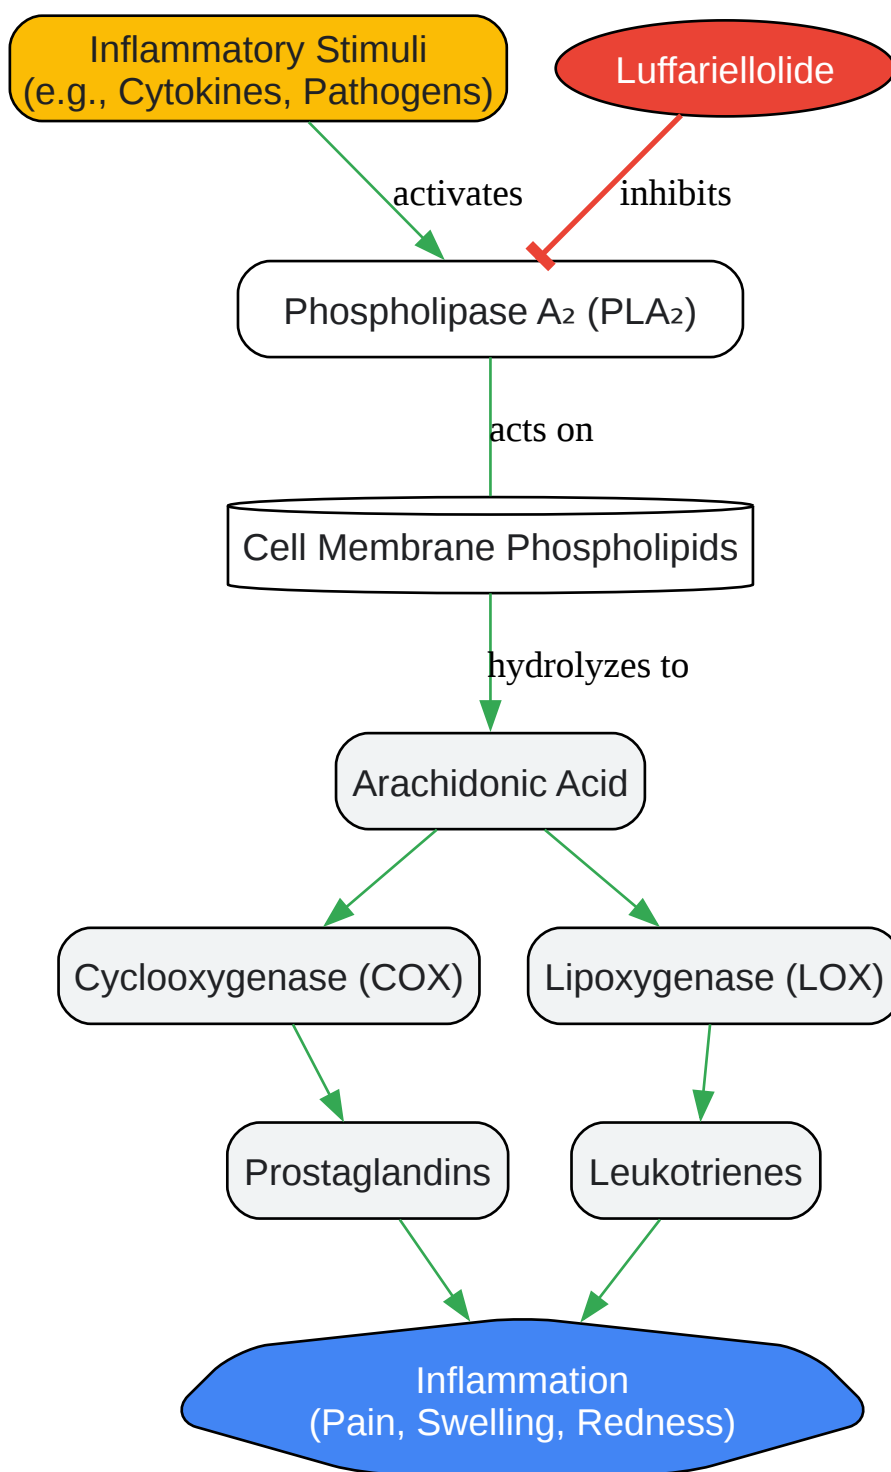 Inflammatory Stimuli
(e.g., Cytokines, Pathogens)
Luffariellolide
activates
inhibits
Phospholipase A₂ (PLA₂)
acts on
Cell Membrane Phospholipids
hydrolyzes to
Arachidonic Acid
Cyclooxygenase (COX)
Lipoxygenase (LOX)
Prostaglandins
Leukotrienes
Inflammation
(Pain, Swelling, Redness)